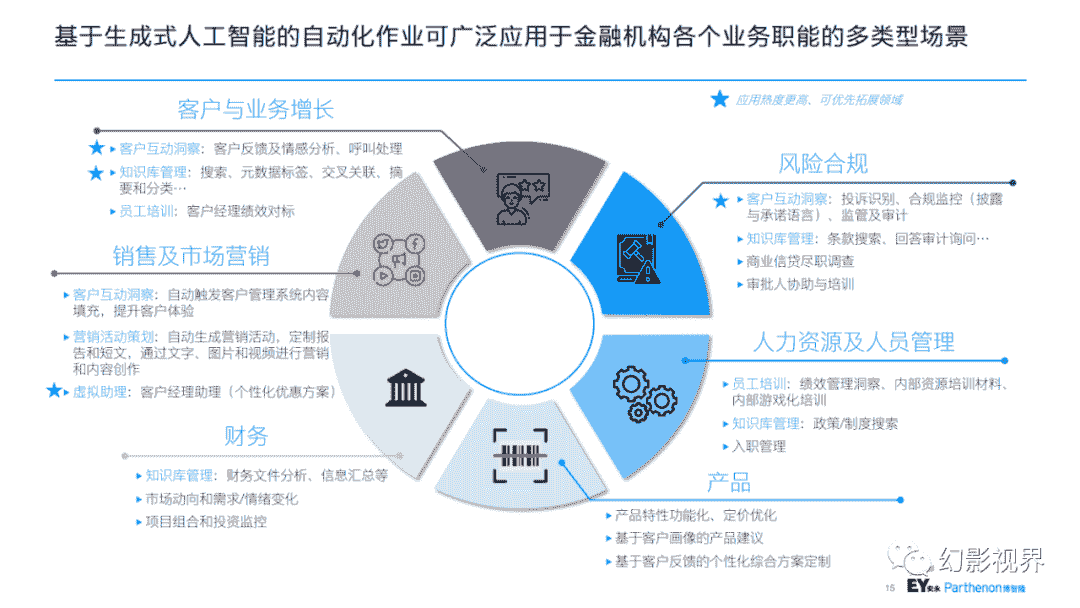 基于生成式人工智能的自动化作业可广泛应用于金融机构各个业务职能的多类型场景
应用热度更高、可优先拓展领域
客户与业务增长
客户互动洞察：客户反馈及情感分析、呼叫处理
知识库管理：搜索、元数据标签、交叉关联、摘
要和分类…
员工培训：客户经理绩效对标
销售及市场营销
客户互动洞察：自动触发客户管理系统内容
填充，提升客户体验
营销活动策划：自动生成营销活动，定制报
告和短文，通过文字、图片和视频进行营销
和内容创作
虚拟助理：客户经理助理（个性化优惠方案）
财务
知识库管理：财务文件分析、信息汇总等
市场动向和需求/情绪变化
项目组合和投资监控
风险合规
客户互动洞察：投诉识别、合规监控（披露
与承诺语言）、监管及审计
知识库管理：条款搜索、回答审计询问…
商业信贷尽职调查
审批人协助与培训
人力资源及人员管理
员工培训：绩效管理洞察、内部资源培训材料、
内部游戏化培训
知识库管理：政策/制度搜索
入职管理
产品
产品特性功能化、定价优化
基于客户画像的产品建议
基于客户反馈的个性化综合方案定制
幻影视界
15 EY安永 Parthenon博智隆